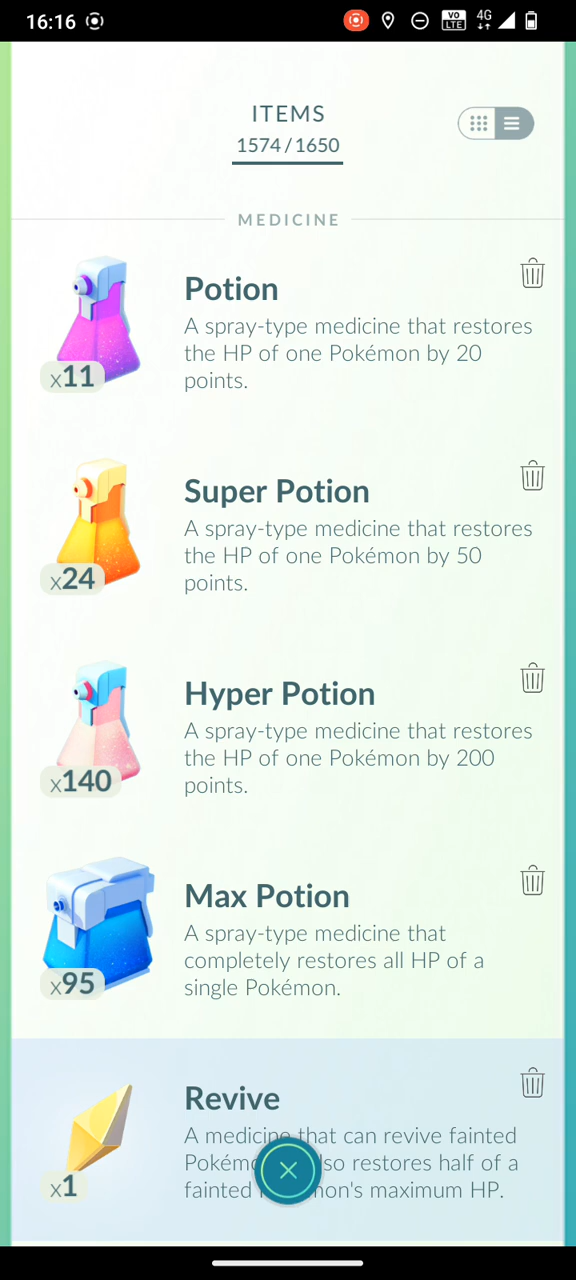 16:16
VO LTE 4G
ITEMS
1574 / 1650
MEDICINE
Potion
A spray-type medicine that restores
the HP of one Pokémon by 20
points.
x11
Super Potion
A spray-type medicine that restores
the HP of one Pokémon by 50
points.
x24
Hyper Potion
A spray-type medicine that restores
the HP of one Pokémon by 200
points.
x140
Max Potion
A spray-type medicine that
completely restores all HP of a
single Pokémon.
x95
Revive
A medicine that can revive fainted
restores half of a
fainted maximum HP.
x1